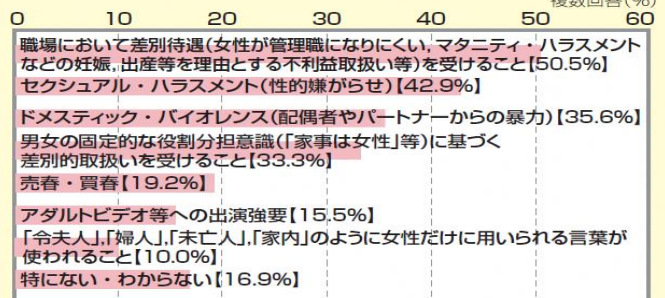 複数回答(%)
0 10 20 30 40 50 60
職場において差別待遇(女性が管理職になりにくい,マタニティ・ハラスメント
などの妊娠,出産等を理由とする不利益取扱い等)を受けること【50.5%】
セクシュアル・ハラスメント(性的嫌がらせ)【42.9%】
ドメスティック・バイオレンス(配偶者やパートナーからの暴力)【35.6%】
男女の固定的な役割分担意識(「家事は女性」等)に基づく
差別的取扱いを受けること【33.3%】
売春・買春【19.2%】
アダルトビデオ等への出演強要【15.5%】
「令夫人」,「婦人」,「未亡人」,「家内」のように女性だけに用いられる言葉が
使われること【10.0%】
特にない・わからない【16.9%】